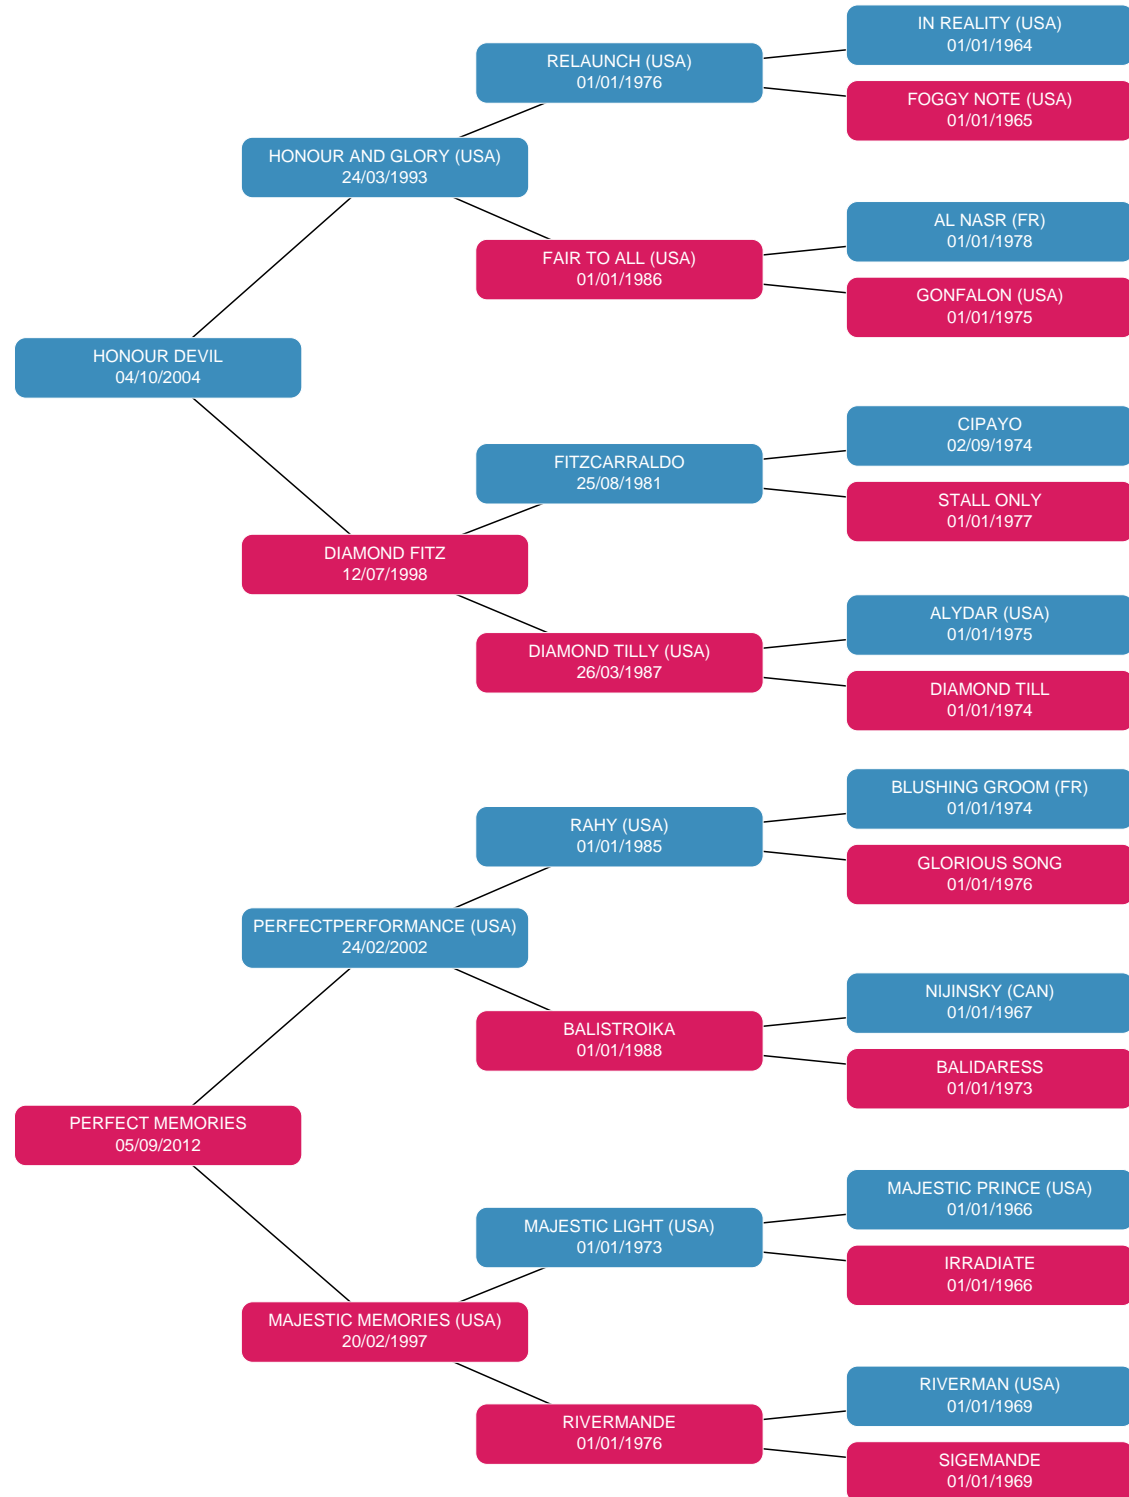 IN REALITY (USA)
01/01/1964
RELAUNCH (USA)
01/01/1976
FOGGY NOTE (USA)
01/01/1965
HONOUR AND GLORY (USA)
24/03/1993
AL NASR (FR)
01/01/1978
FAIR TO ALL (USA)
01/01/1986
GONFALON (USA)
01/01/1975
HONOUR DEVIL
04/10/2004
CIPAYO
02/09/1974
FITZCARRALDO
25/08/1981
STALL ONLY
01/01/1977
DIAMOND FITZ
12/07/1998
ALYDAR (USA)
01/01/1975
DIAMOND TILLY (USA)
26/03/1987
DIAMOND TILL
01/01/1974
BLUSHING GROOM (FR)
01/01/1974
RAHY (USA)
01/01/1985
GLORIOUS SONG
01/01/1976
PERFECTPERFORMANCE (USA)
24/02/2002
NIJINSKY (CAN)
01/01/1967
BALISTROIKA
01/01/1988
BALIDARESS
01/01/1973
PERFECT MEMORIES
05/09/2012
MAJESTIC PRINCE (USA)
01/01/1966
MAJESTIC LIGHT (USA)
01/01/1973
IRRADIATE
01/01/1966
MAJESTIC MEMORIES (USA)
20/02/1997
RIVERMAN (USA)
01/01/1969
RIVERMANDE
01/01/1976
SIGEMANDE
01/01/1969